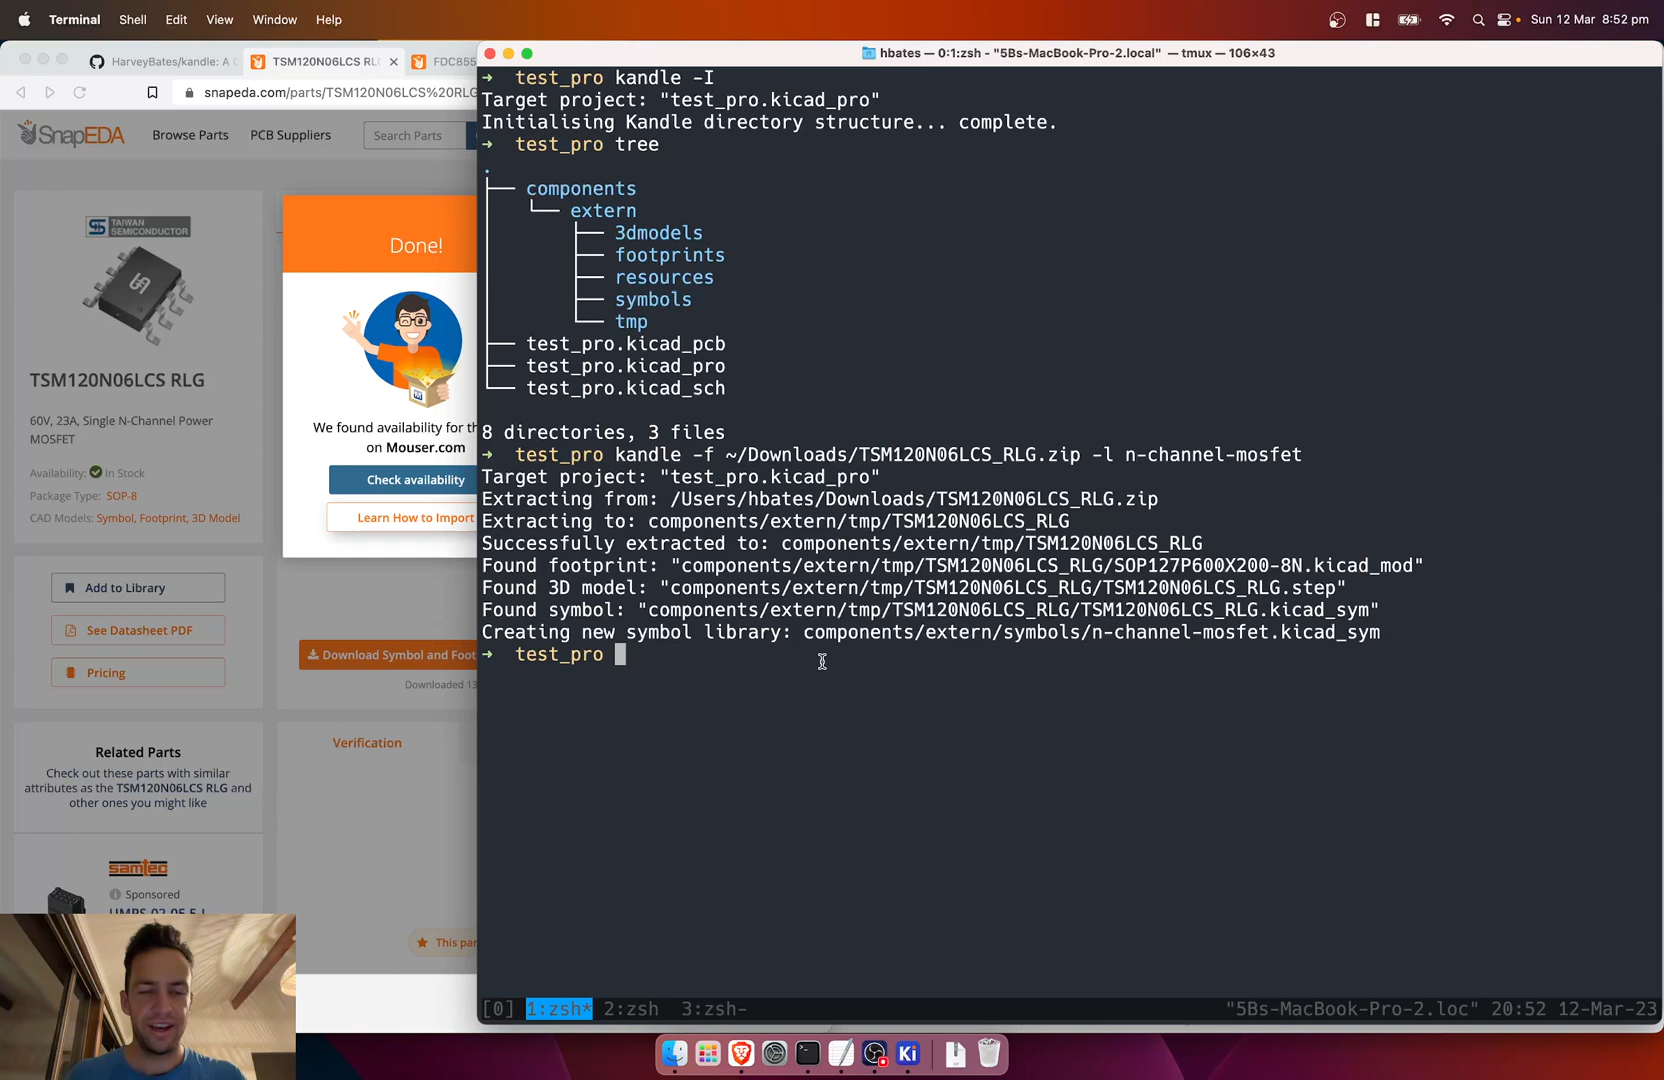 Terminal Shell Edit View Window Help
Sun 12 Mar 8:52 pm
HarveyBates/kandle: A
TSM120N06LCS RL
FDC855
snapeda.com/parts/TSM120N06LCS%20RLG
hbates — 0:1:zsh - "5Bs-MacBook-Pro-2.local" — tmux — 106×43
SnapEDA
Browse Parts
PCB Suppliers
Search Parts
TAIWAN
SEMICONDUCTOR
TSM120N06LCS RLG
60V, 23A, Single N-Channel Power
MOSFET
Availability: In Stock
Package Type: SOP-8
CAD Models: Symbol, Footprint, 3D Model
Add to Library
See Datasheet PDF
Pricing
Related Parts
Check out these parts with similar
attributes as the TSM120N06LCS RLG and
other ones you might like
samtec
Sponsored
Done!
We found availability for th
on Mouser.com
Check availability
Learn How to Import
Download Symbol and Foot
Downloaded 13
Verification
This par
➜ test_pro kandle -I
Target project: "test_pro.kicad_pro"
Initialising Kandle directory structure... complete.
➜ test_pro tree
.
├── components
│   └── extern
│       ├── 3dmodels
│       ├── footprints
│       ├── resources
│       ├── symbols
│       └── tmp
├── test_pro.kicad_pcb
├── test_pro.kicad_pro
└── test_pro.kicad_sch
8 directories, 3 files
➜ test_pro kandle -f ~/Downloads/TSM120N06LCS_RLG.zip -l n-channel-mosfet
Target project: "test_pro.kicad_pro"
Extracting from: /Users/hbates/Downloads/TSM120N06LCS_RLG.zip
Extracting to: components/extern/tmp/TSM120N06LCS_RLG
Successfully extracted to: components/extern/tmp/TSM120N06LCS_RLG
Found footprint: "components/extern/tmp/TSM120N06LCS_RLG/SOP127P600X200-8N.kicad_mod"
Found 3D model: "components/extern/tmp/TSM120N06LCS_RLG/TSM120N06LCS_RLG.step"
Found symbol: "components/extern/tmp/TSM120N06LCS_RLG/TSM120N06LCS_RLG.kicad_sym"
Creating new symbol library: components/extern/symbols/n-channel-mosfet.kicad_sym
➜ test_pro
[0] 1:zsh* 2:zsh 3:zsh-
"5Bs-MacBook-Pro-2.loc" 20:52 12-Mar-23
Ki